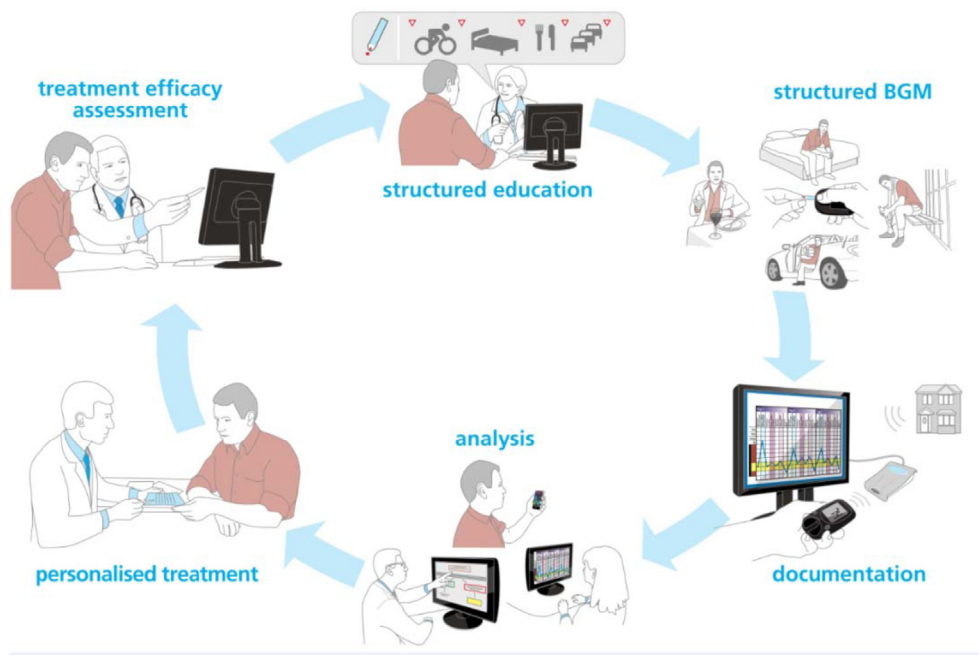 treatment efficacy
assessment
structured education
structured BGM
analysis
personalised treatment
documentation